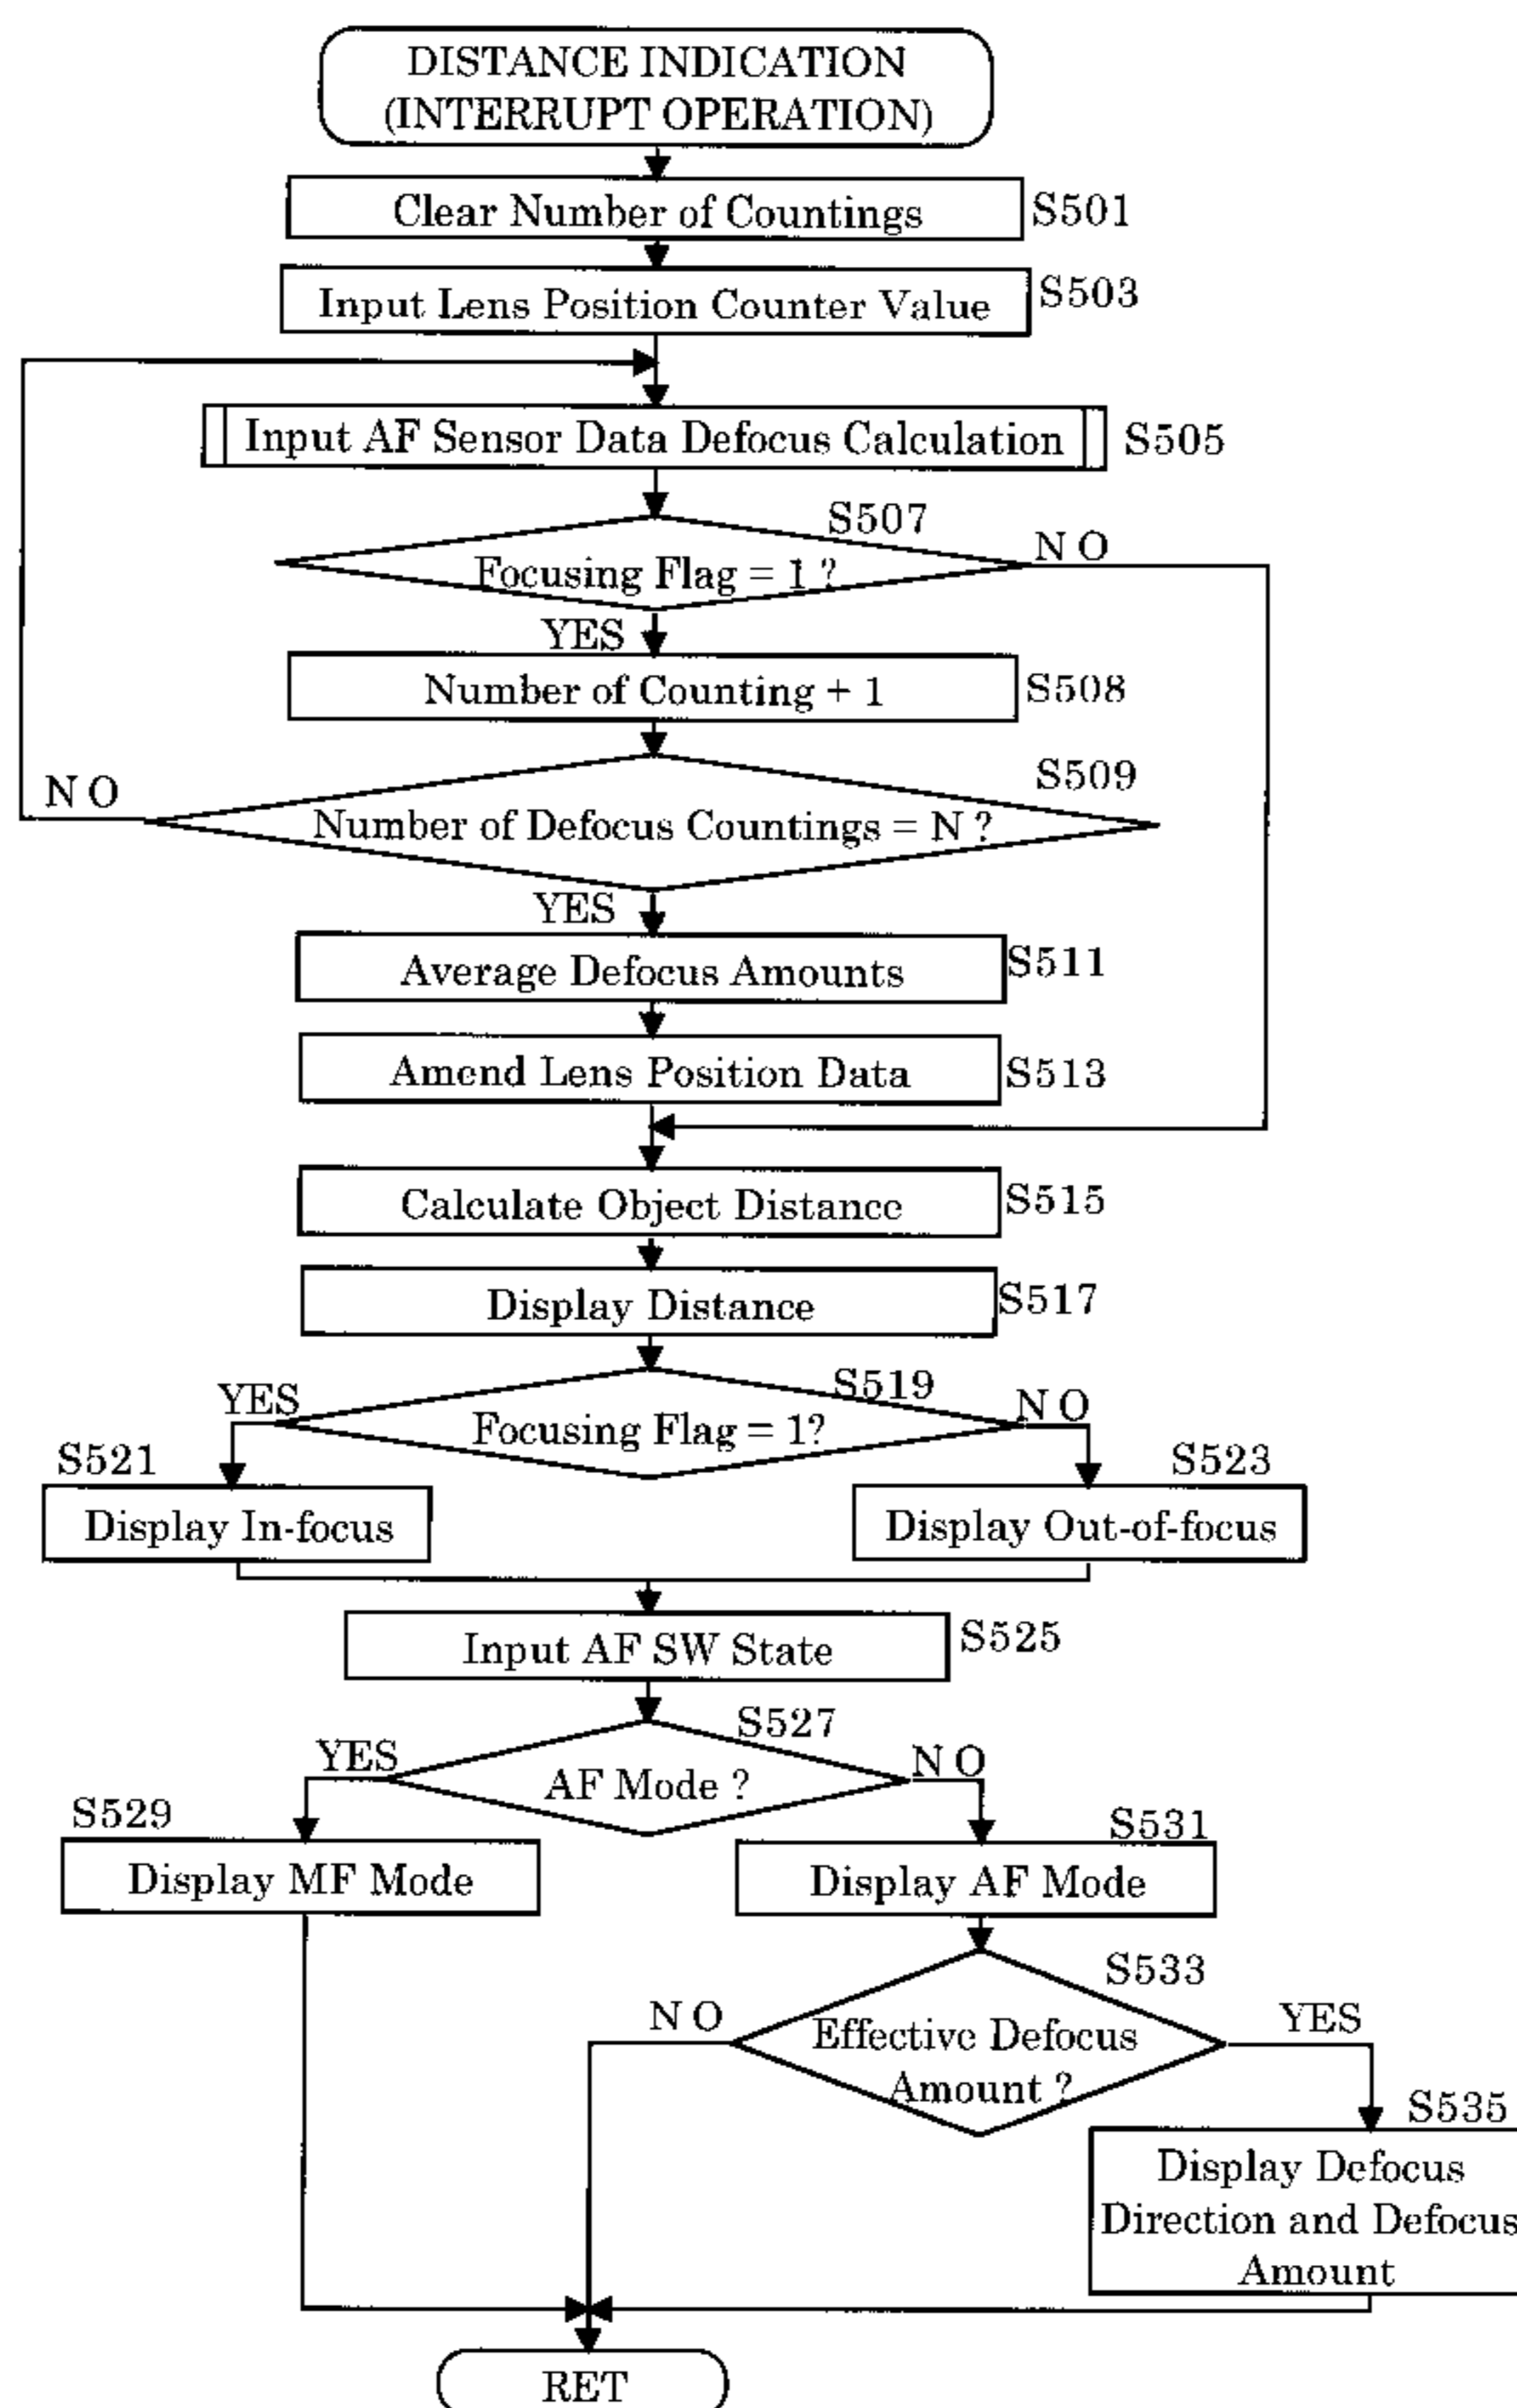 DISTANCE INDICATION
(INTERRUPT OPERATION)
Clear Number of Countings
S501
Input Lens Position Counter Value
S503
Input AF Sensor Data Defocus Calculation
S505
S507
Focusing Flag = 1 ?
N O
YES
Number of Counting + 1
S508
S509
N O
Number of Defocus Countings = N ?
YES
Average Defocus Amounts
S511
Amend Lens Position Data
S513
Calculate Object Distance
S515
Display Distance
S517
S519
YES
Focusing Flag = 1?
N O
S521
Display In-focus
S523
Display Out-of-focus
Input AF SW State
S525
S527
YES
AF Mode ?
N O
S529
Display MF Mode
S531
Display AF Mode
S533
N O
Effective Defocus
Amount ?
YES
S535
Display Defocus
Direction and Defocus
Amount
RET